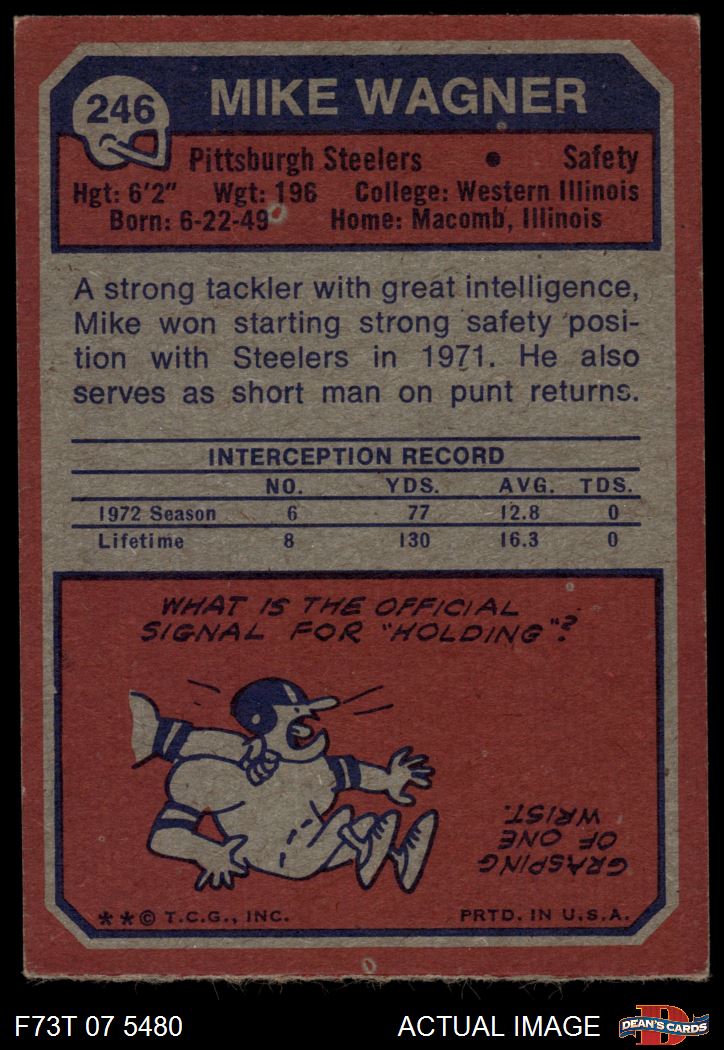 246
MIKE WAGNER
Pittsburgh Steelers • Safety
Hgt: 6'2" Wgt: 196 College: Western Illinois
Born: 6-22-49 Home: Macomb, Illinois
A strong tackler with great intelligence,
Mike won starting strong safety posi-
tion with Steelers in 1971. He also
serves as short man on punt returns.
INTERCEPTION RECORD
NO. YDS. AVG. TDS.
1972 Season 6 77 12.8 0
Lifetime 8 130 16.3 0
WHAT IS THE OFFICIAL
SIGNAL FOR "HOLDING"?
GRASPING
OF ONE
WRIST.
**© T.C.G., INC. PRTD. IN U.S.A.
F73T 07 5480 ACTUAL IMAGE
D
DEAN'S CARDS